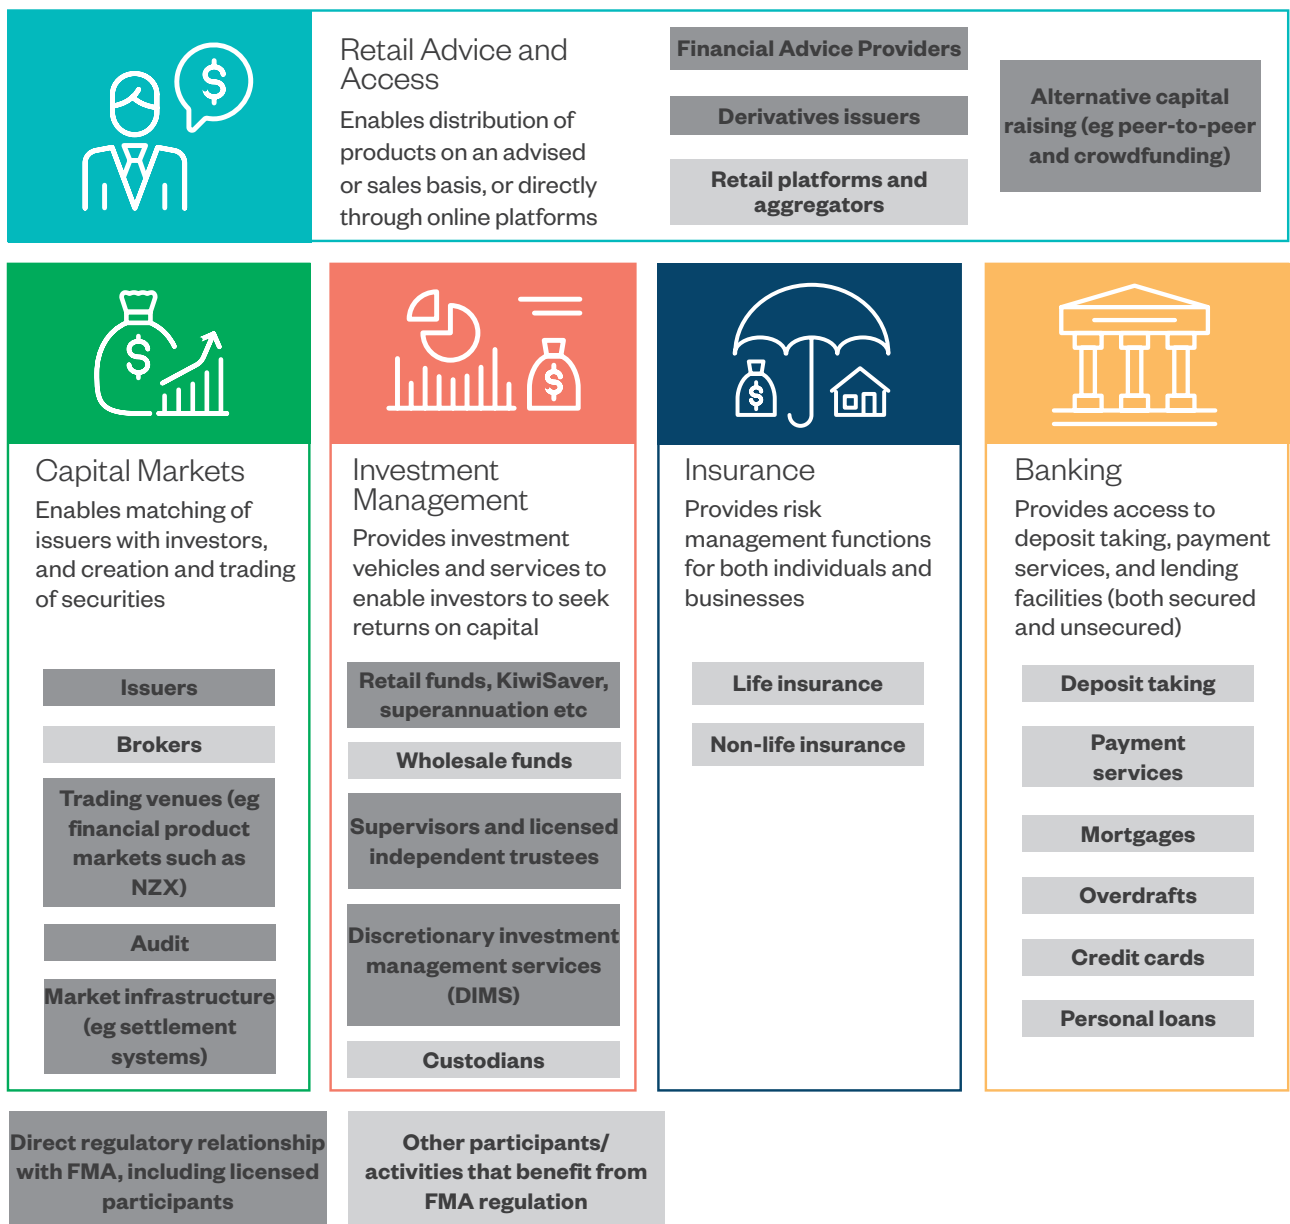 Retail Advice and
Access
Enables distribution of
products on an advised
or sales basis, or directly
through online platforms
Financial Advice Providers
Derivatives issuers
Retail platforms and
aggregators
Alternative capital
raising (eg peer-to-peer
and crowdfunding)
$
Capital Markets
Enables matching of
issuers with investors,
and creation and trading
of securities
Issuers
Brokers
Trading venues (eg
financial product
markets such as
NZX)
Audit
Market infrastructure
(eg settlement
systems)
$
Investment
Management
Provides investment
vehicles and services to
enable investors to seek
returns on capital
Retail funds, KiwiSaver,
superannuation etc
Wholesale funds
Supervisors and licensed
independent trustees
Discretionary investment
management services
(DIMS)
Custodians
$
Insurance
Provides risk
management functions
for both individuals and
businesses
Life insurance
Non-life insurance
$
Banking
Provides access to
deposit taking, payment
services, and lending
facilities (both secured
and unsecured)
Deposit taking
Payment
services
Mortgages
Overdrafts
Credit cards
Personal loans
Direct regulatory relationship
with FMA, including licensed
participants
Other participants/
activities that benefit from
FMA regulation